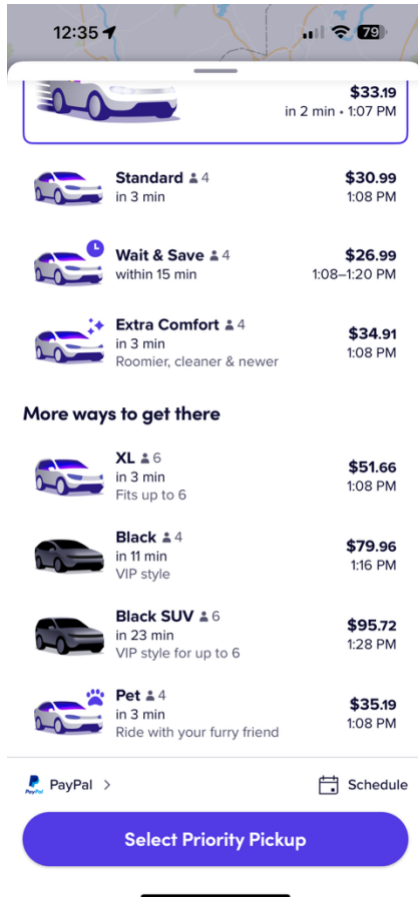 12:35
79
$33.19
in 2 min • 1:07 PM
Standard 4 $30.99
in 3 min 1:08 PM
Wait & Save 4 $26.99
within 15 min 1:08–1:20 PM
Extra Comfort 4
in 3 min $34.91
Roomier, cleaner & newer 1:08 PM
More ways to get there
XL 6
in 3 min $51.66
Fits up to 6 1:08 PM
Black 4
in 11 min $79.96
VIP style 1:16 PM
Black SUV 6
in 23 min $95.72
VIP style for up to 6 1:28 PM
Pet 4
in 3 min $35.19
Ride with your furry friend 1:08 PM
PayPal PayPal > Schedule
Select Priority Pickup